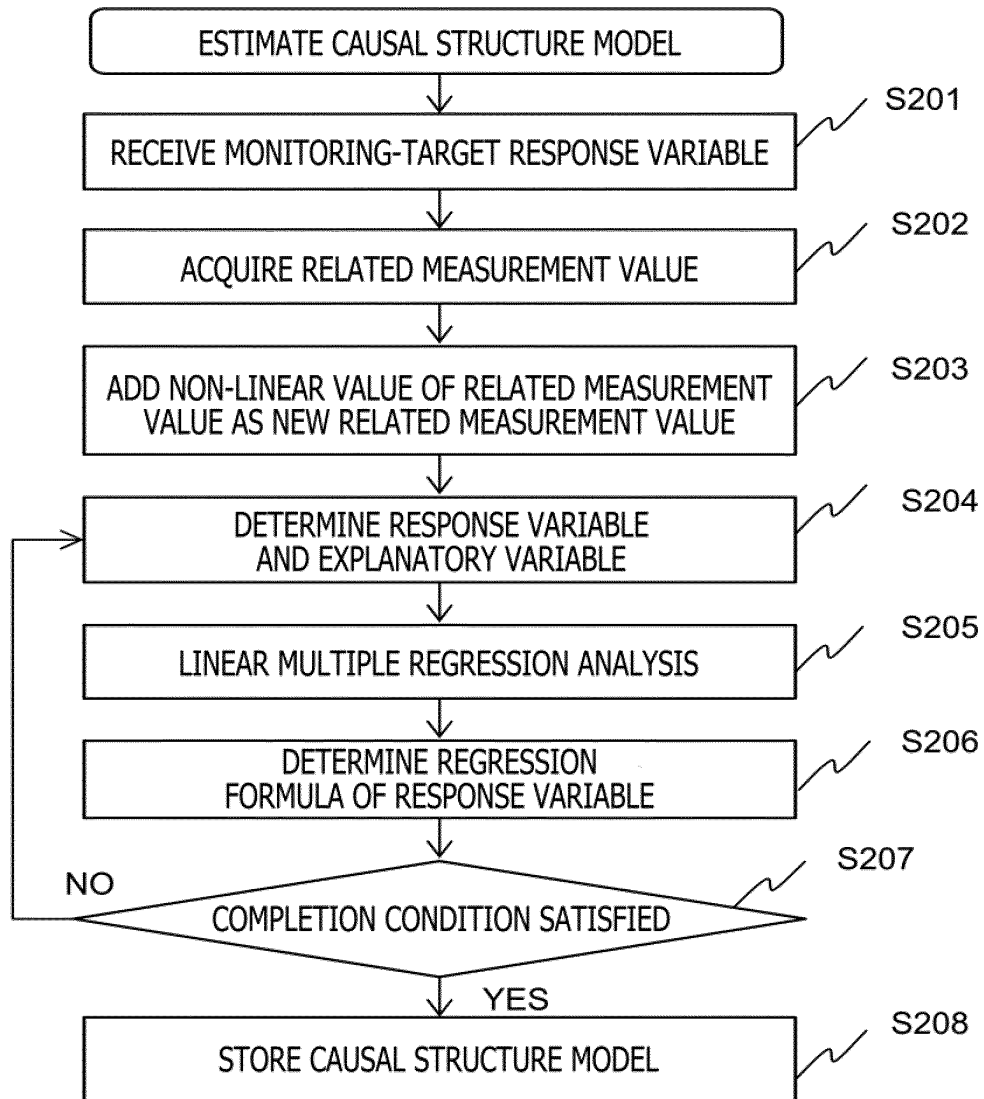 ESTIMATE CAUSAL STRUCTURE MODEL
S201
RECEIVE MONITORING-TARGET RESPONSE VARIABLE
S202
ACQUIRE RELATED MEASUREMENT VALUE
S203
ADD NON-LINEAR VALUE OF RELATED MEASUREMENT
VALUE AS NEW RELATED MEASUREMENT VALUE
S204
DETERMINE RESPONSE VARIABLE
AND EXPLANATORY VARIABLE
S205
LINEAR MULTIPLE REGRESSION ANALYSIS
S206
DETERMINE REGRESSION
FORMULA OF RESPONSE VARIABLE
S207
NO
COMPLETION CONDITION SATISFIED
YES
S208
STORE CAUSAL STRUCTURE MODEL